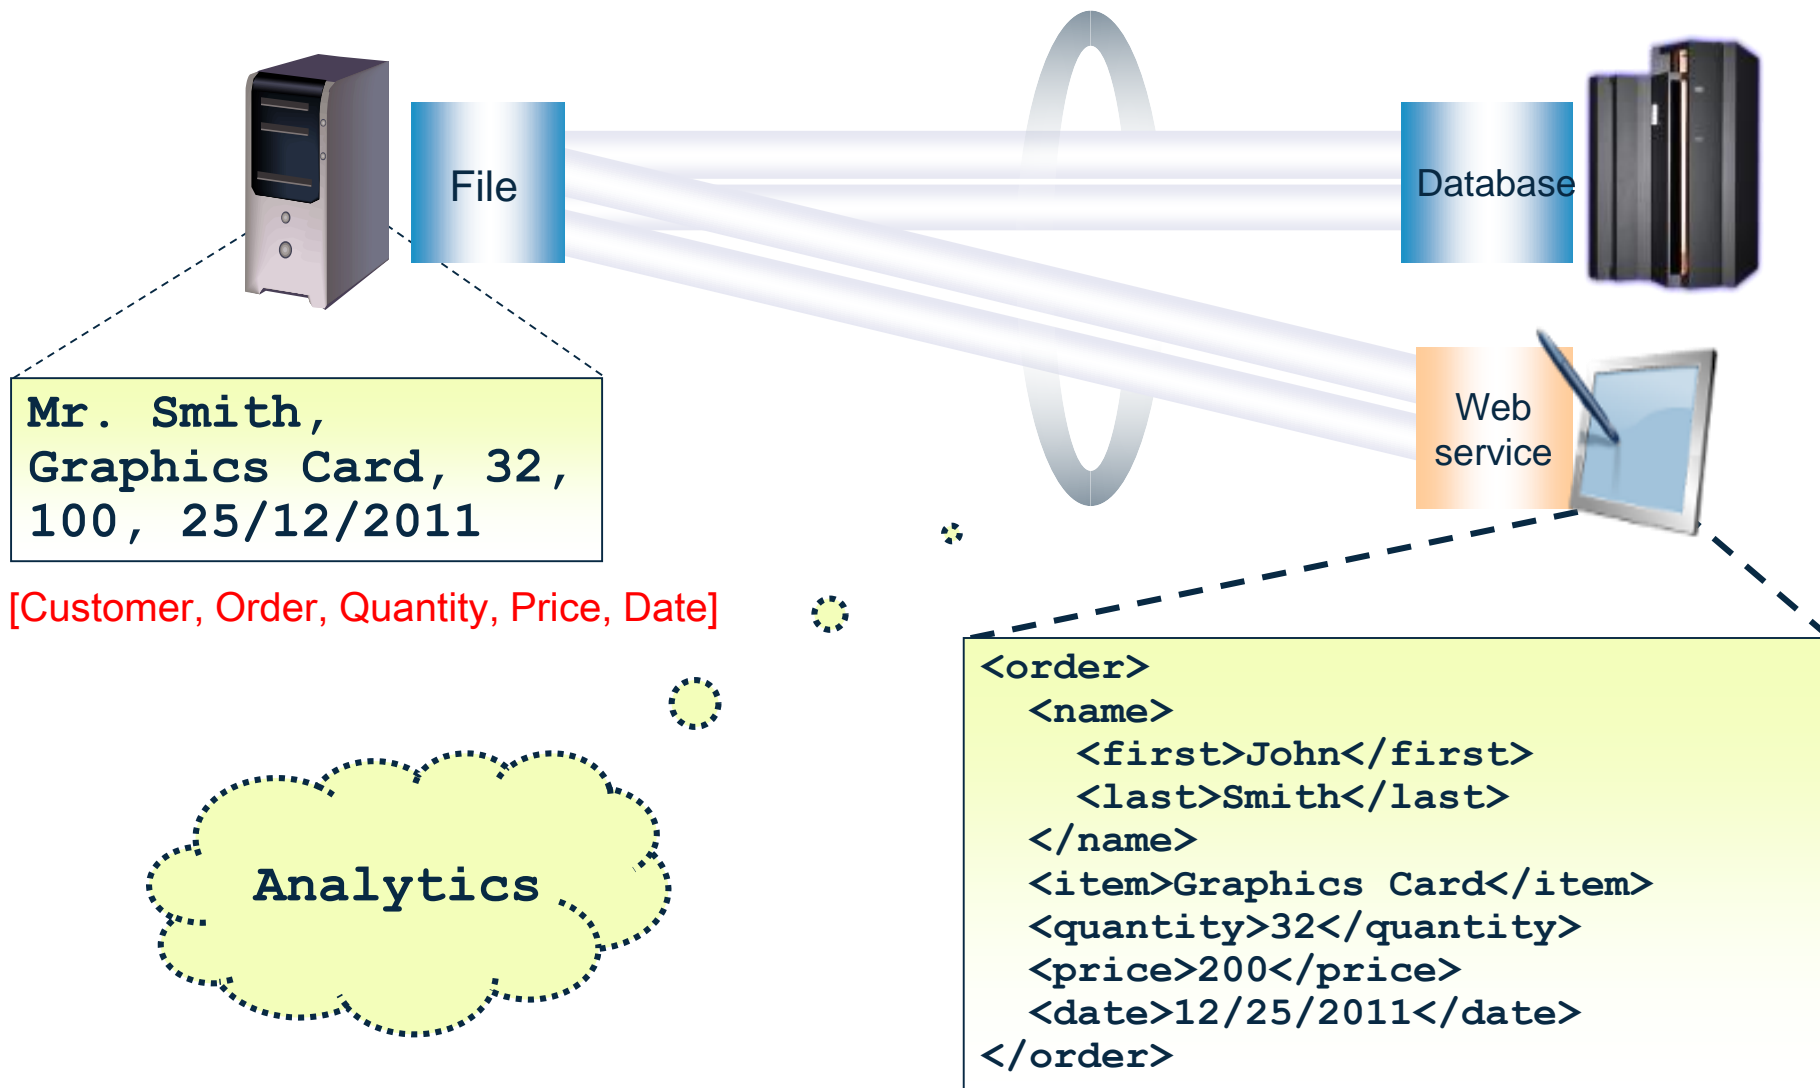 File
Database
Mr. Smith,
Graphics Card, 32,
100, 25/12/2011
[Customer, Order, Quantity, Price, Date]
Web
service
Analytics
<order>
  <name>
    <first>John</first>
    <last>Smith</last>
  </name>
  <item>Graphics Card</item>
  <quantity>32</quantity>
  <price>200</price>
  <date>12/25/2011</date>
</order>